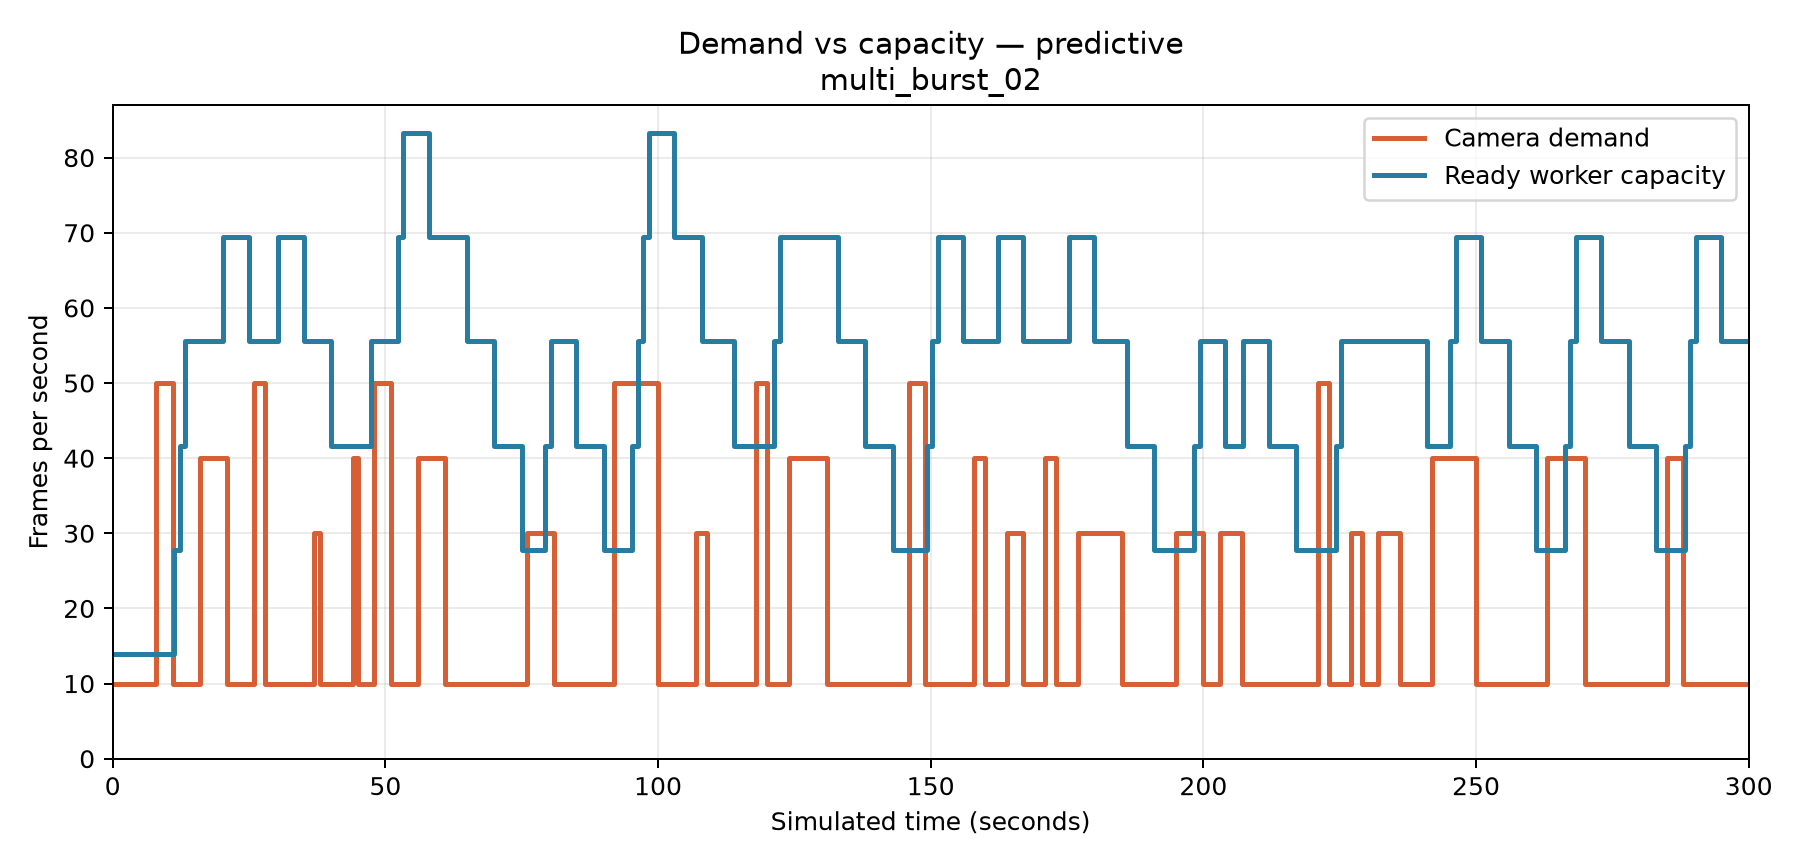 Demand vs capacity — predictive
multi_burst_02
Camera demand
Ready worker capacity
Frames per second
80
70
60
50
40
30
20
10
0
0 50 100 150 200 250 300
Simulated time (seconds)